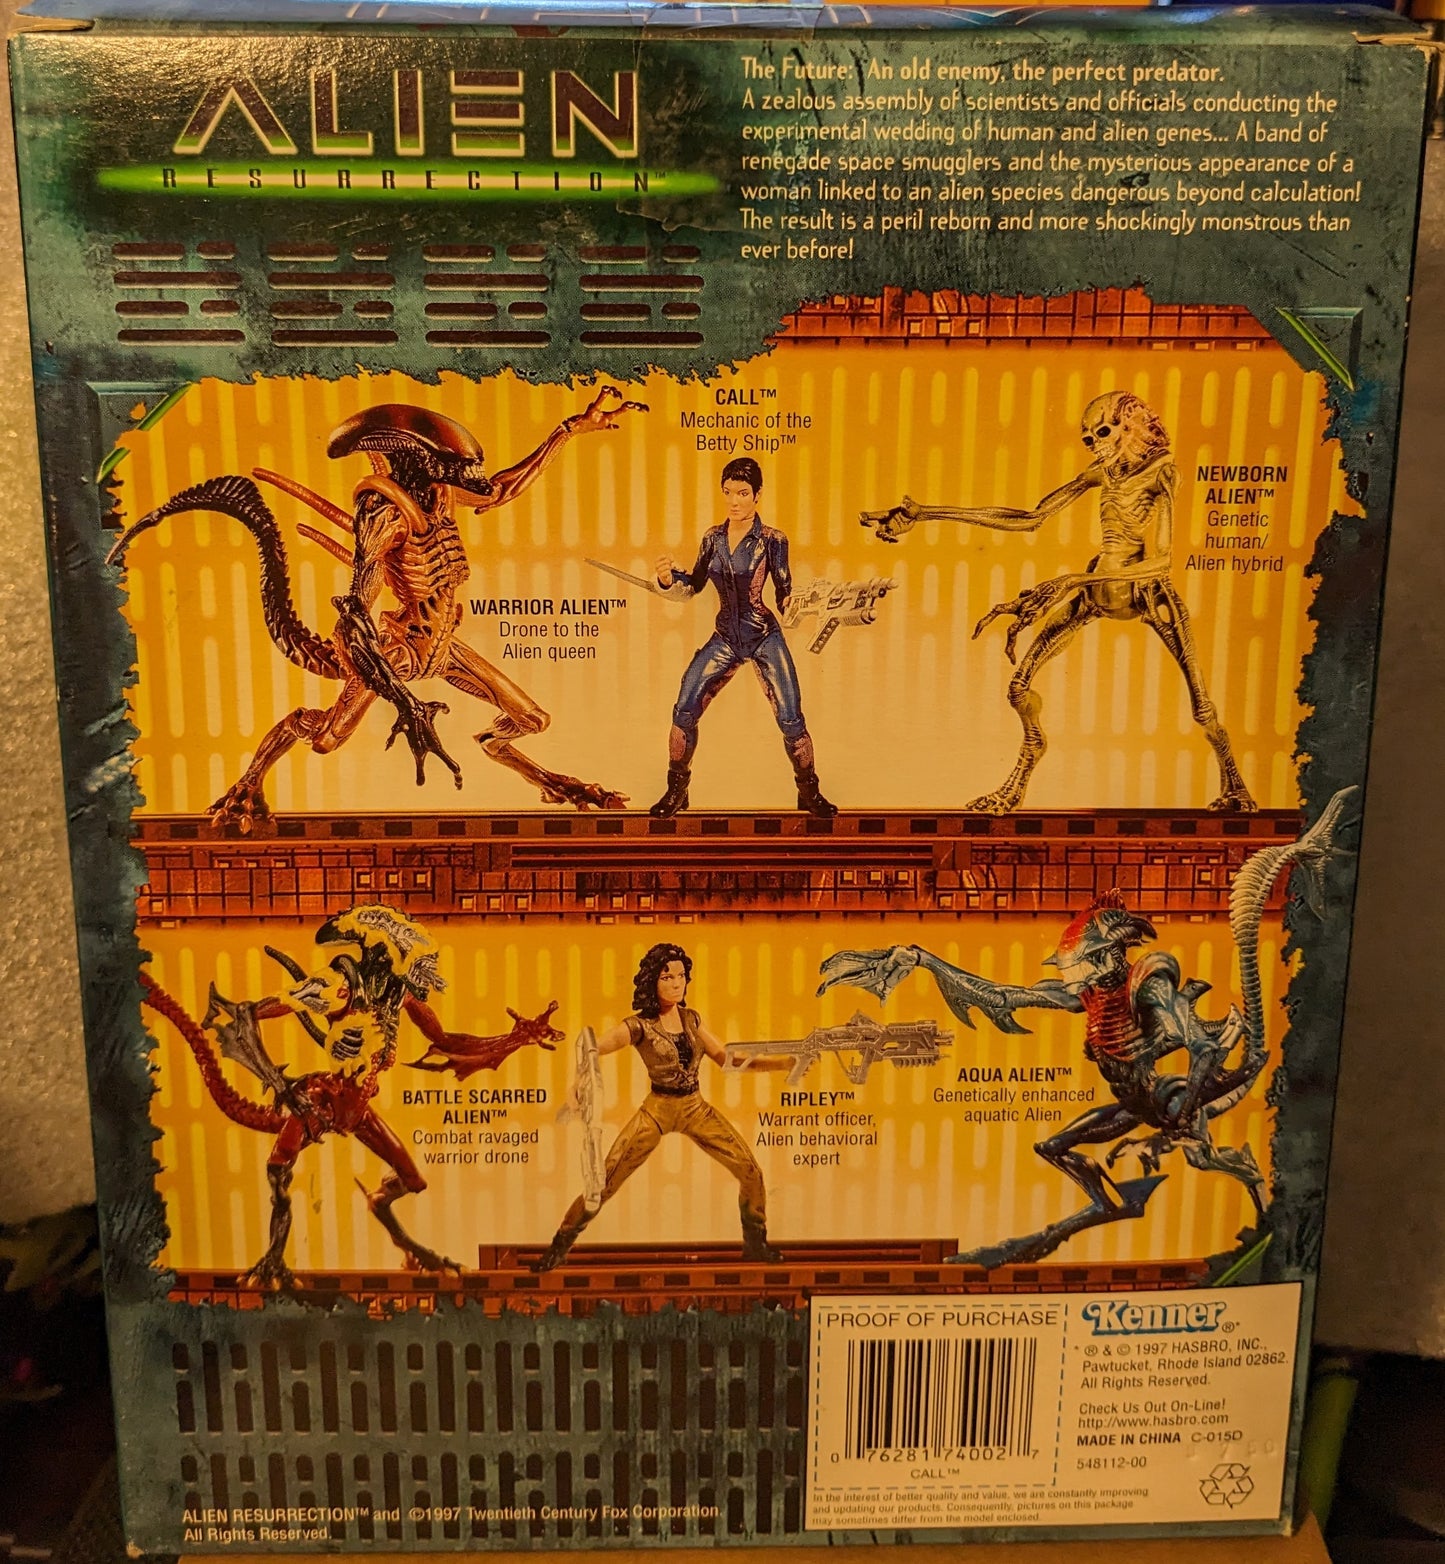 ALIEN
RESURRECTION™
The Future: An old enemy, the perfect predator.
A zealous assembly of scientists and officials conducting the
experimental wedding of human and alien genes... A band of
renegade space smugglers and the mysterious appearance of a
woman linked to an alien species dangerous beyond calculation!
The result is a peril reborn and more shockingly monstrous than
ever before!
CALL™
Mechanic of the
Betty Ship™
NEWBORN
ALIEN™
Genetic
human/
Alien hybrid
WARRIOR ALIEN™
Drone to the
Alien queen
BATTLE SCARRED
ALIEN™
Combat ravaged
warrior drone
RIPLEY™
Warrant officer,
Alien behavioral
expert
AQUA ALIEN™
Genetically enhanced
aquatic Alien
PROOF OF PURCHASE
0 76281 74002 7
CALL™
In the interest of better quality and value, we are constantly improving
and updating our products. Consequently, pictures on this package
may sometimes differ from the model enclosed.
Kenner®*
* ® & © 1997 HASBRO, INC.,
Pawtucket, Rhode Island 02862.
All Rights Reserved.
Check Us Out On-Line!
http://www.hasbro.com
MADE IN CHINA C-015D
548112-00
ALIEN RESURRECTION™ and ©1997 Twentieth Century Fox Corporation.
All Rights Reserved.